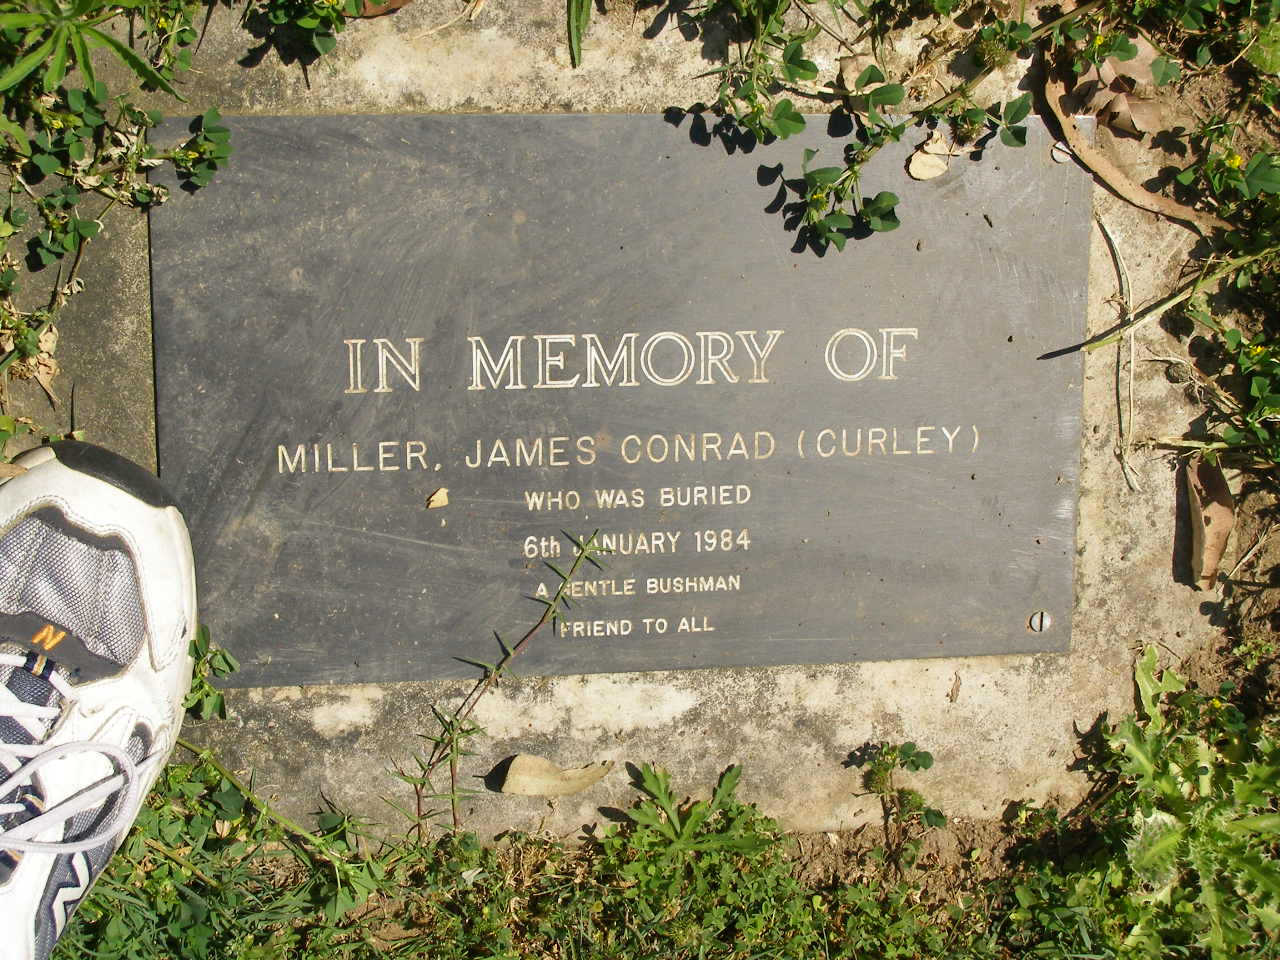 IN MEMORY OF
MILLER, JAMES CONRAD (CURLEY)
WHO WAS BURIED
6th JANUARY 1984
A GENTLE BUSHMAN
FRIEND TO ALL
N